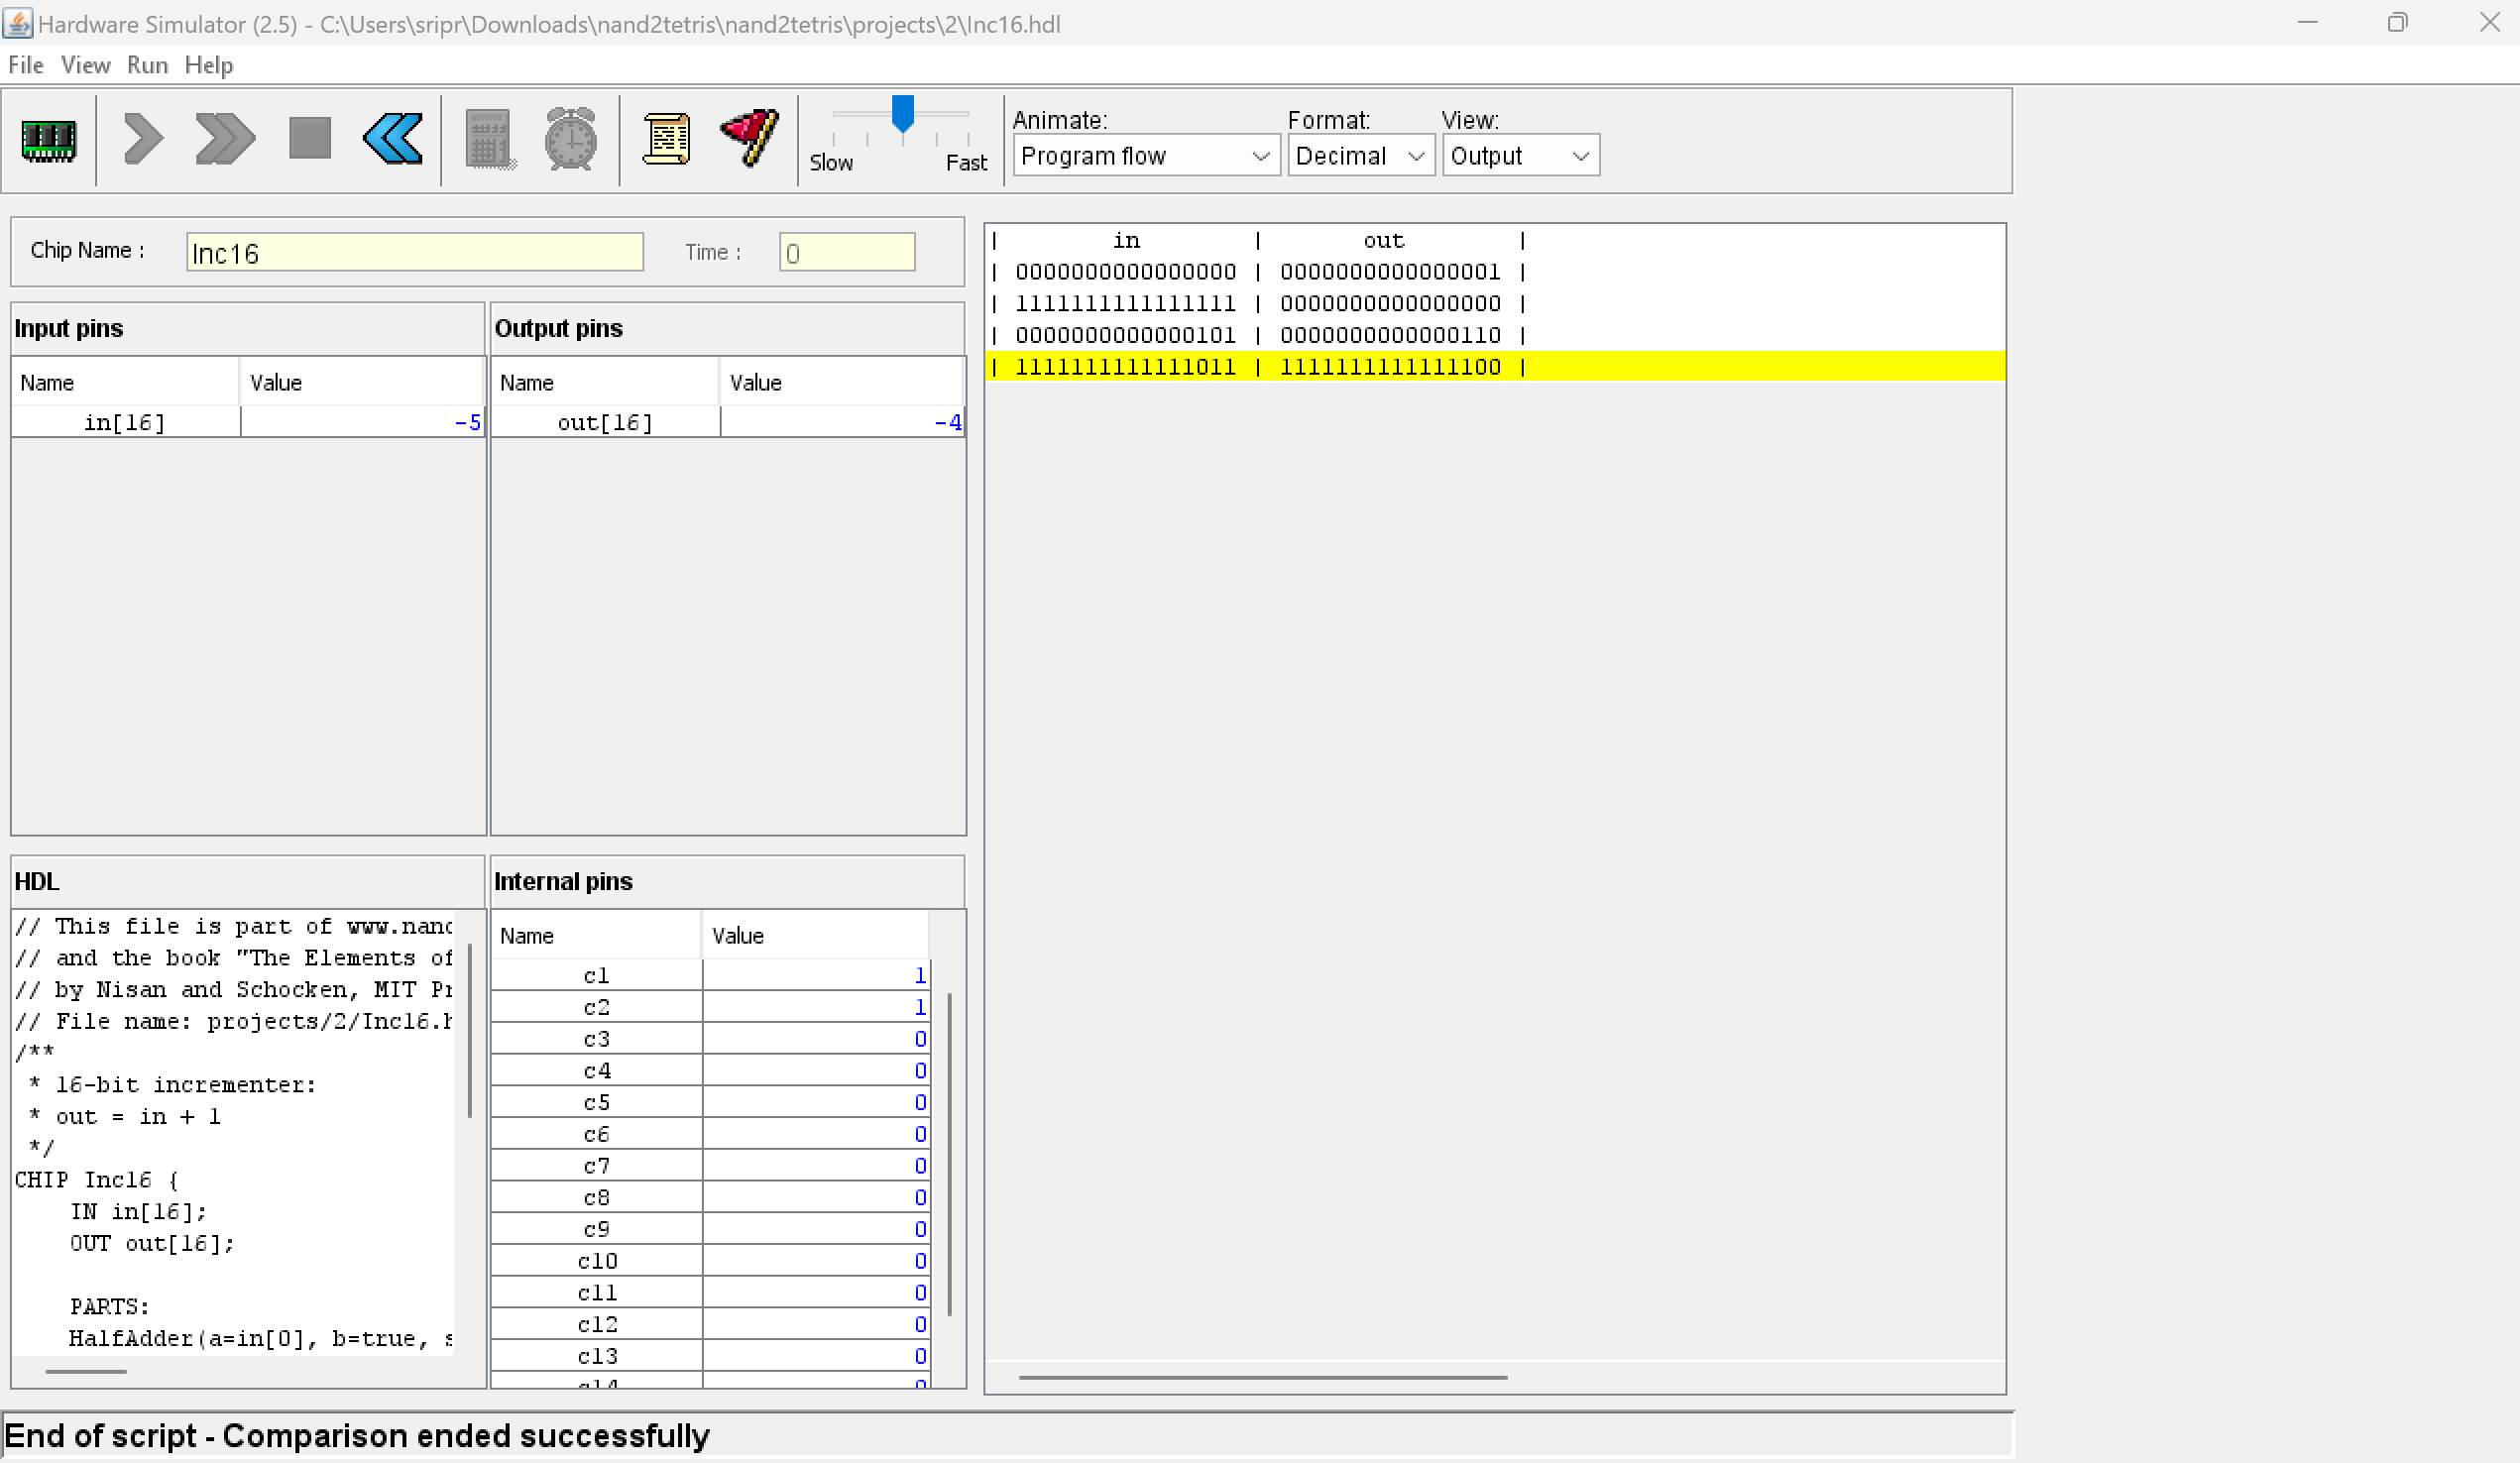 Hardware Simulator (2.5) - C:\Users\sripr\Downloads\nand2tetris\nand2tetris\projects\2\Inc16.hdl
File View Run Help
Slow Fast
Animate: Format: View:
Program flow Decimal Output
Chip Name : Inc16 Time : 0
Input pins
Name Value
in[16] -5
Output pins
Name Value
out[16] -4
HDL
// This file is part of www.nand
// and the book "The Elements of
// by Nisan and Schocken, MIT Pr
// File name: projects/2/Inc16.h
/**
* 16-bit incrementer:
* out = in + 1
*/
CHIP Inc16 {
IN in[16];
OUT out[16];
PARTS:
HalfAdder(a=in[0], b=true, s
Internal pins
Name Value
c1 1
c2 1
c3 0
c4 0
c5 0
c6 0
c7 0
c8 0
c9 0
c10 0
c11 0
c12 0
c13 0
c14 0
| in | out |
| 0000000000000000 | 0000000000000001 |
| 1111111111111111 | 0000000000000000 |
| 0000000000000101 | 0000000000000110 |
| 1111111111111011 | 1111111111111100 |
End of script - Comparison ended successfully